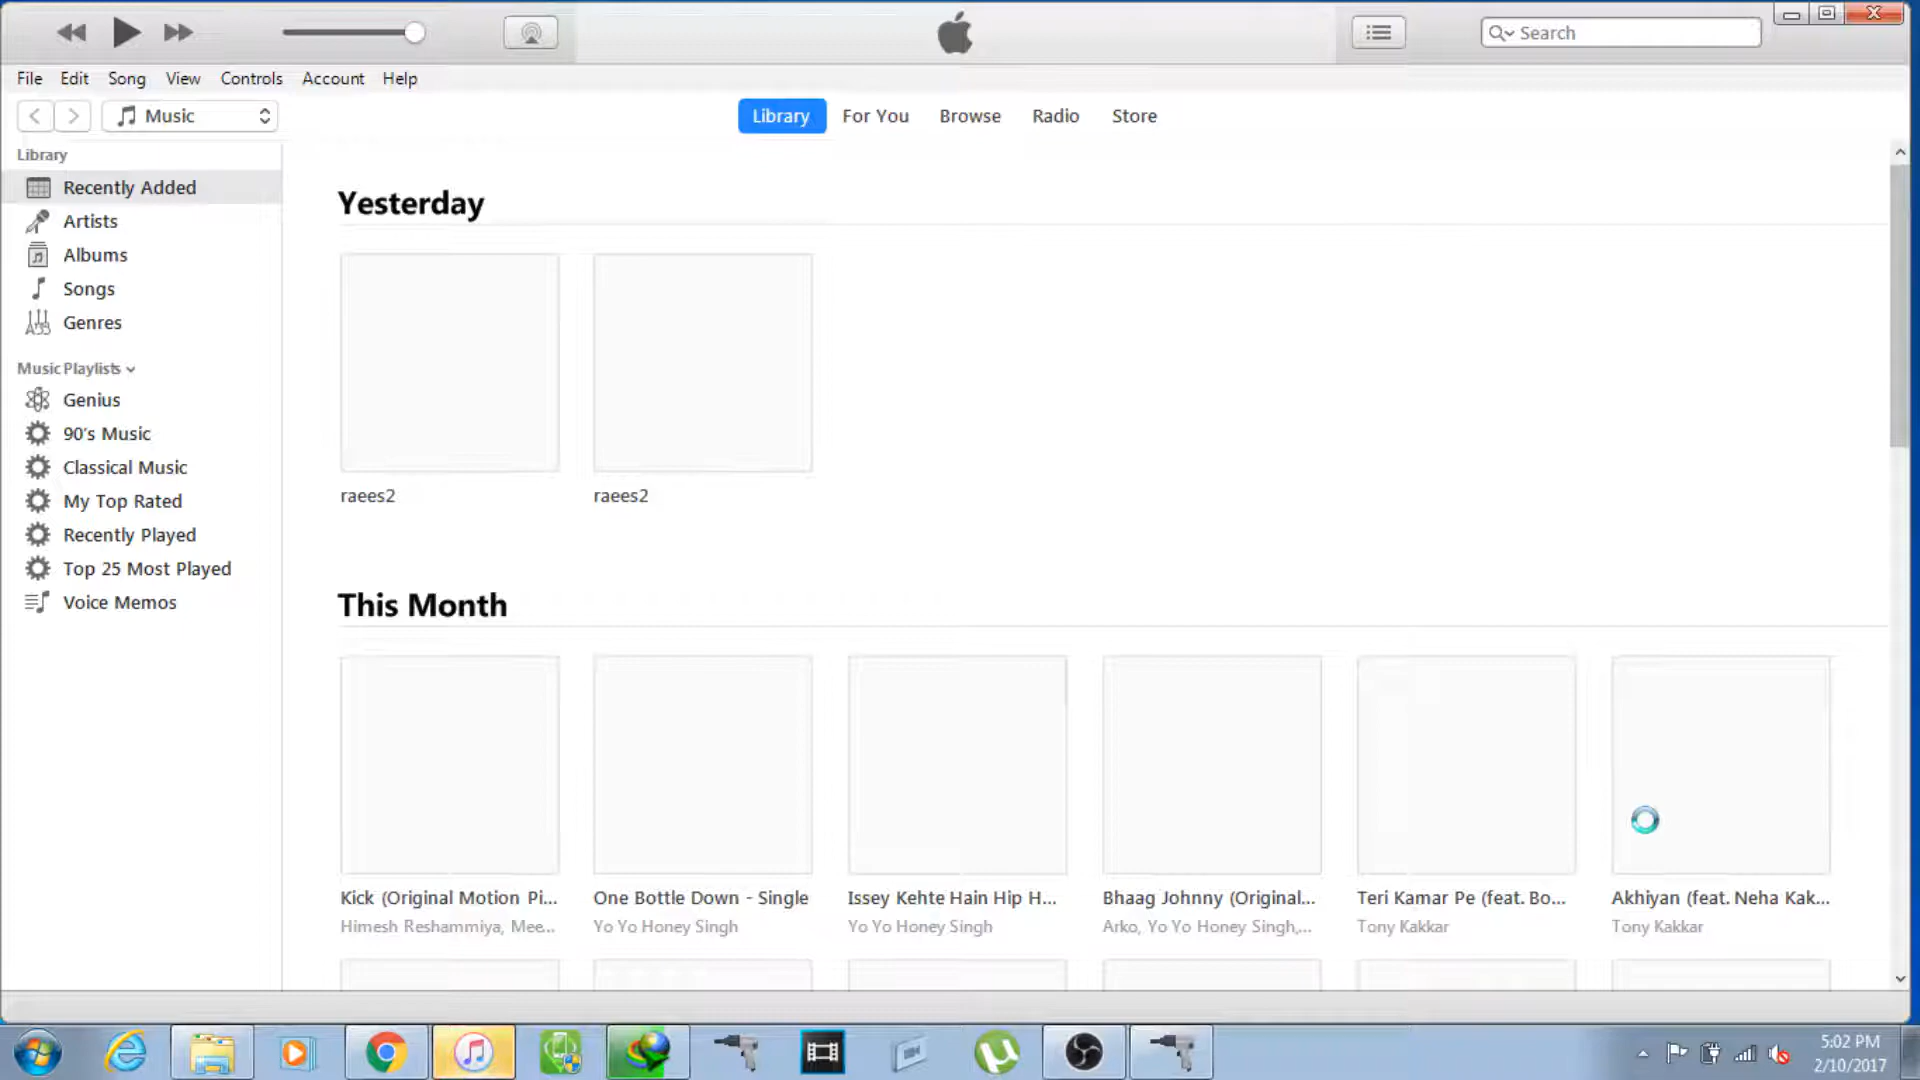 Search
File Edit Song View Controls Account Help
Music
Library For You Browse Radio Store
Library
Recently Added
Artists
Albums
Songs
Genres
Music Playlists
Genius
90's Music
Classical Music
My Top Rated
Recently Played
Top 25 Most Played
Voice Memos
Yesterday
raees2 raees2
This Month
Kick (Original Motion Pi... One Bottle Down - Single Issey Kehte Hain Hip H... Bhaag Johnny (Original... Teri Kamar Pe (feat. Bo... Akhiyan (feat. Neha Kak...
Himesh Reshammiya, Mee... Yo Yo Honey Singh Yo Yo Honey Singh Arko, Yo Yo Honey Singh,... Tony Kakkar Tony Kakkar
5:02 PM
2/10/2017